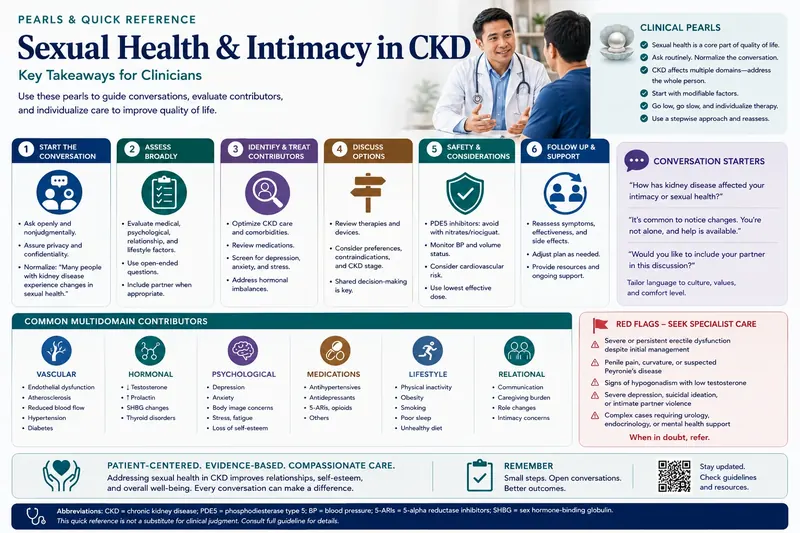 PEARLS & QUICK REFERENCE
Sexual Health & Intimacy in CKD
Key Takeaways for Clinicians
Use these pearls to guide conversations, evaluate contributors,
and individualize care to improve quality of life.
CLINICAL PEARLS
Sexual health is a core part of quality of life.
Ask routinely. Normalize the conversation.
CKD affects multiple domains—address
the whole person.
Start with modifiable factors.
Go low, go slow, and individualize therapy.
Use a stepwise approach and reassess.
1 START THE
CONVERSATION
• Ask openly and
nonjudgmentally.
• Assure privacy and
confidentiality.
• Normalize: "Many people
with kidney disease
experience changes in
sexual health."
2 ASSESS
BROADLY
• Evaluate medical,
psychological,
relationship, and
lifestyle factors.
• Use open-ended
questions.
• Include partner when
appropriate.
3 IDENTIFY & TREAT
CONTRIBUTORS
• Optimize CKD care
and comorbidities.
• Review medications.
• Screen for depression,
anxiety, and stress.
• Address hormonal
imbalances.
4 DISCUSS
OPTIONS
• Review therapies and
devices.
• Consider preferences,
contraindications,
and CKD stage.
• Shared decision-making
is key.
5 SAFETY
& CONSIDERATIONS
• PDE5 inhibitors: avoid
with nitrates/riociguat.
• Monitor BP and volume
status.
• Consider cardiovascular
risk.
• Use lowest effective
dose.
6 FOLLOW UP &
SUPPORT
• Reassess symptoms,
effectiveness, and
side effects.
• Adjust plan as needed.
• Provide resources and
ongoing support.
CONVERSATION STARTERS
"How has kidney disease affected your
intimacy or sexual health?"
"It's common to notice changes. You're
not alone, and help is available."
"Would you like to include your partner
in this discussion?"
Tailor language to culture, values,
and comfort level.
COMMON MULTIDOMAIN CONTRIBUTORS
VASCULAR
• Endothelial dysfunction
• Atherosclerosis
• Reduced blood flow
• Hypertension
• Diabetes
HORMONAL
• ↓ Testosterone
• ↑ Prolactin
• SHBG changes
• Thyroid disorders
PSYCHOLOGICAL
• Depression
• Anxiety
• Body image concerns
• Stress, fatigue
• Loss of self-esteem
MEDICATIONS
• Antihypertensives
• Antidepressants
• 5-ARIs, opioids
• Others
LIFESTYLE
• Physical inactivity
• Obesity
• Smoking
• Poor sleep
• Unhealthy diet
RELATIONAL
• Communication
• Caregiving burden
• Role changes
• Intimacy concerns
RED FLAGS – SEEK SPECIALIST CARE
Severe or persistent erectile dysfunction
despite initial management
Penile pain, curvature, or suspected
Peyronie's disease
Signs of hypogonadism with low testosterone
Severe depression, suicidal ideation,
or intimate partner violence
Complex cases requiring urology,
endocrinology, or mental health support
When in doubt, refer.
PATIENT-CENTERED. EVIDENCE-BASED. COMPASSIONATE CARE.
Addressing sexual health in CKD improves relationships, self-esteem,
and overall well-being. Every conversation can make a difference.
REMEMBER
Small steps. Open conversations.
Better outcomes.
Stay updated.
Check guidelines
and resources.
Abbreviations: CKD = chronic kidney disease; PDE5 = phosphodiesterase type 5; BP = blood pressure; 5-ARIs = 5-alpha reductase inhibitors; SHBG = sex hormone-binding globulin.
This quick reference is not a substitute for clinical judgment. Consult full guideline for details.